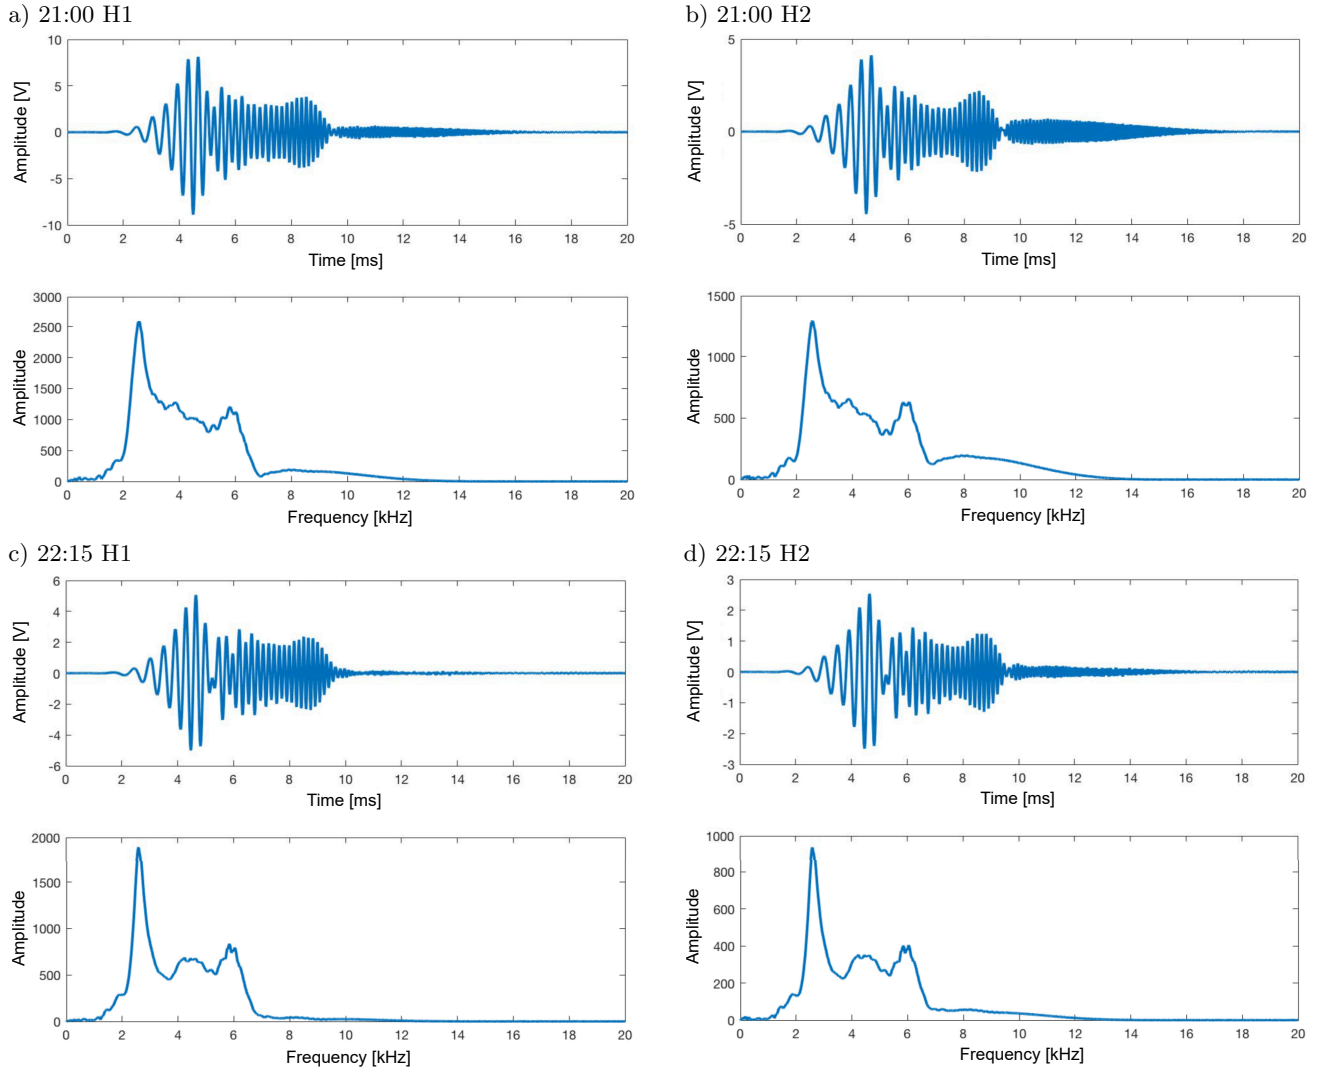 a) 21:00 H1
10
5
0
-5
-10
Amplitude [V]
0 2 4 6 8 10 12 14 16 18 20
Time [ms]
3000
2500
2000
1500
1000
500
0
Amplitude
0 2 4 6 8 10 12 14 16 18 20
Frequency [kHz]
b) 21:00 H2
5
0
-5
Amplitude [V]
0 2 4 6 8 10 12 14 16 18 20
Time [ms]
1500
1000
500
0
Amplitude
0 2 4 6 8 10 12 14 16 18 20
Frequency [kHz]
c) 22:15 H1
6
4
2
0
-2
-4
-6
Amplitude [V]
0 2 4 6 8 10 12 14 16 18 20
Time [ms]
2000
1500
1000
500
0
Amplitude
0 2 4 6 8 10 12 14 16 18 20
Frequency [kHz]
d) 22:15 H2
3
2
1
0
-1
-2
-3
Amplitude [V]
0 2 4 6 8 10 12 14 16 18 20
Time [ms]
1000
800
600
400
200
0
Amplitude
0 2 4 6 8 10 12 14 16 18 20
Frequency [kHz]